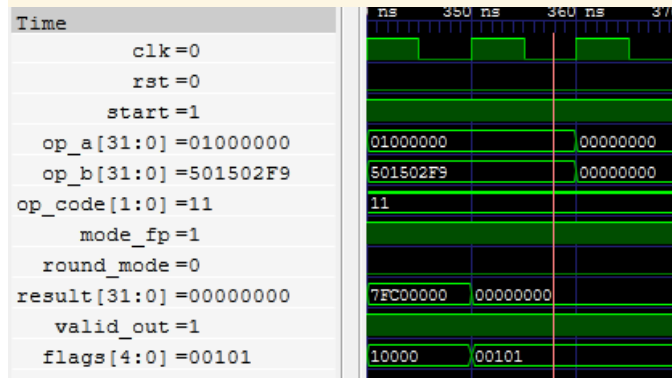 Time
ns 350 ns 360 ns 37
clk =0
rst =0
start =1
op_a[31:0] =01000000 01000000 00000000
op_b[31:0] =501502F9 501502F9 00000000
op_code[1:0] =11 11
mode_fp =1
round_mode =0
result[31:0] =00000000 7FC00000 00000000
valid_out =1
flags[4:0] =00101 10000 00101